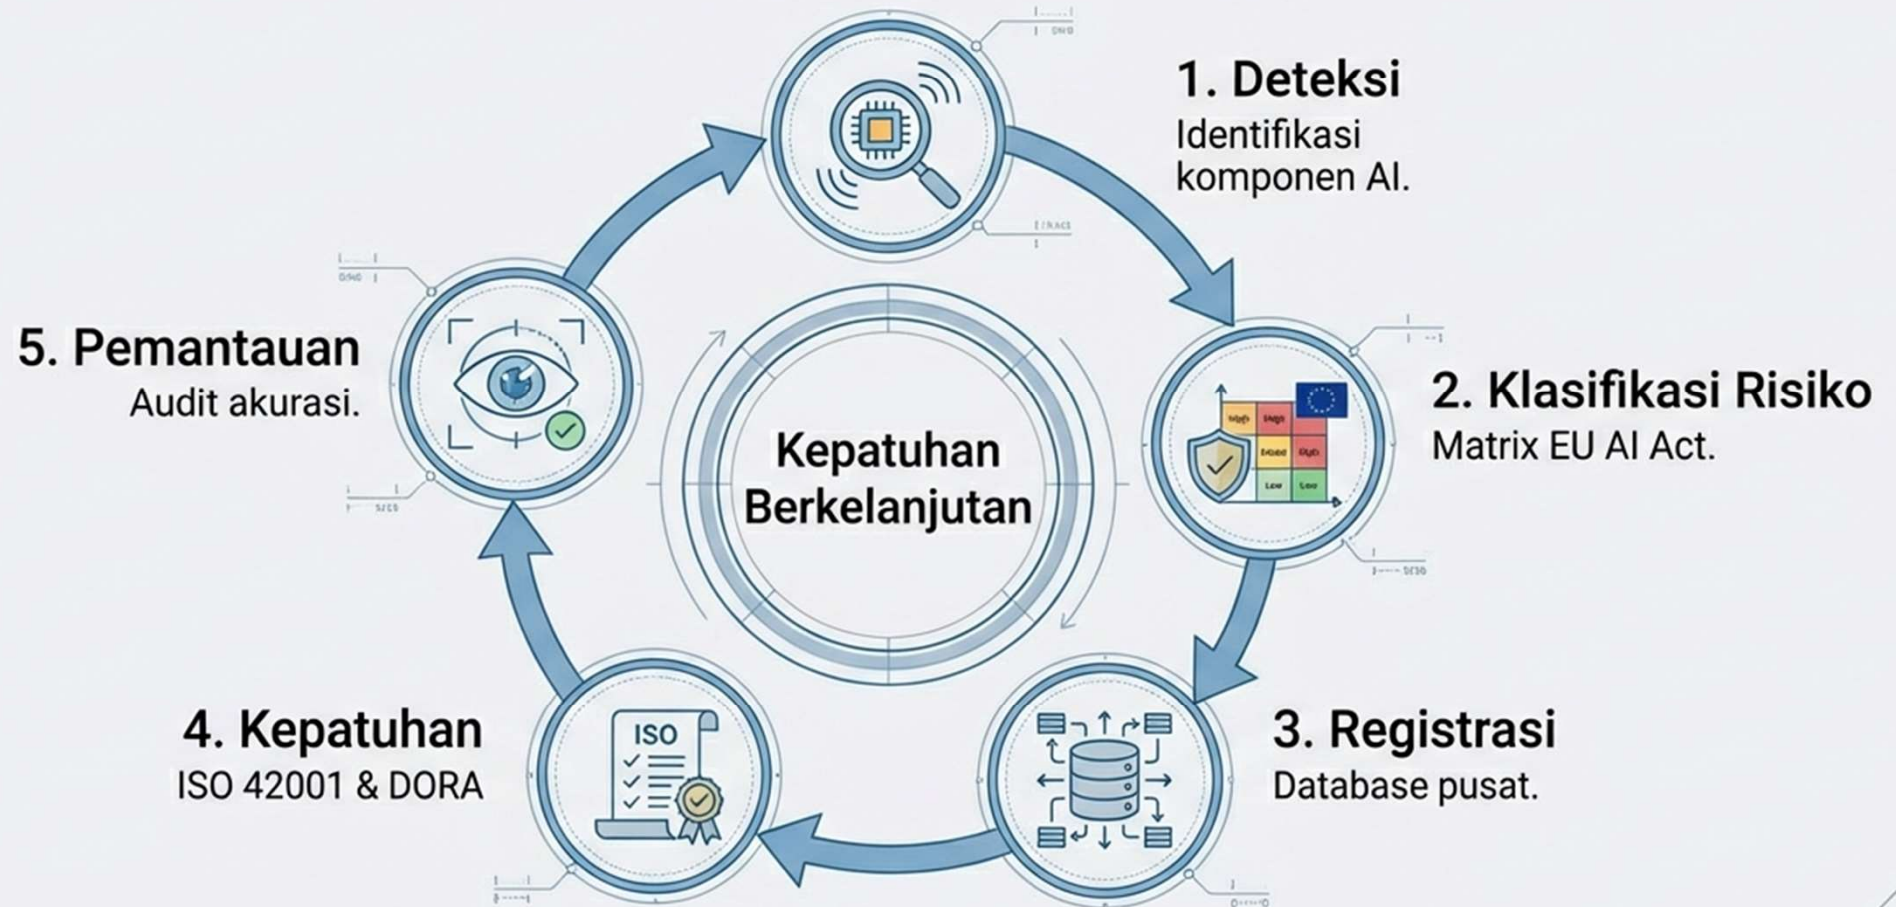 1. Deteksi
Identifikasi
komponen AI.
2. Klasifikasi Risiko
Matrix EU AI Act.
3. Registrasi
Database pusat.
4. Kepatuhan
ISO 42001 & DORA
5. Pemantauan
Audit akurasi.
Kepatuhan
Berkelanjutan
ISO
Low